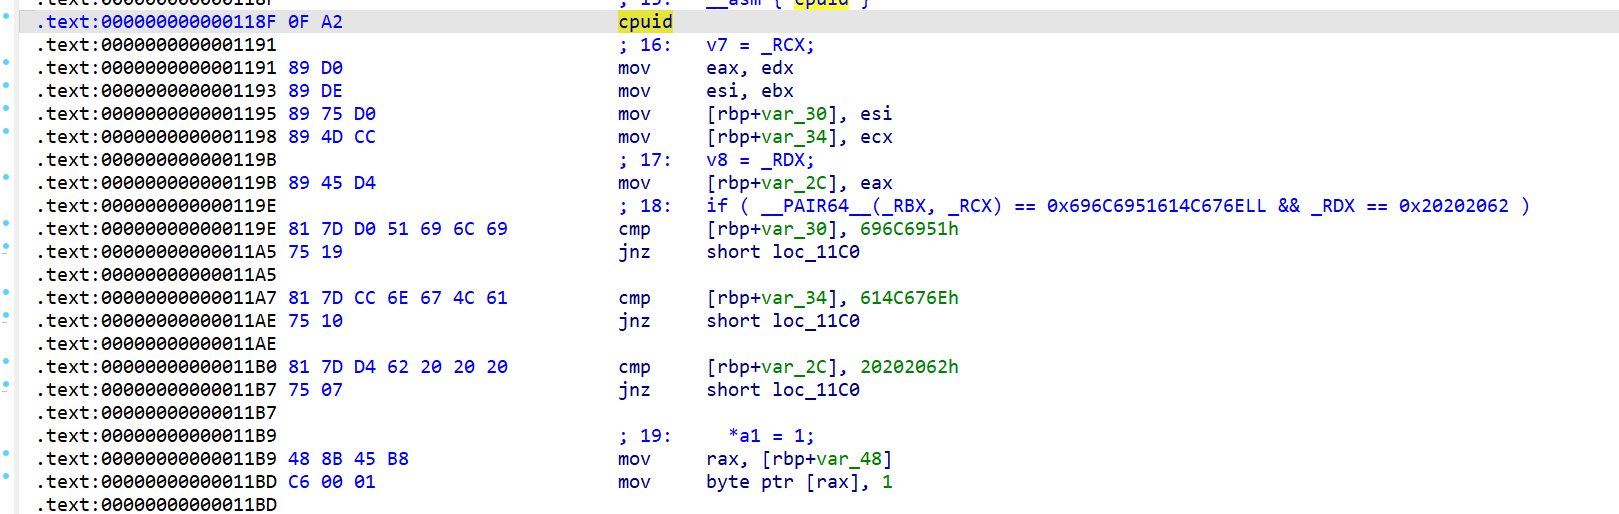 .text:000000000000118F ; 15: __asm { cpuid }
.text:000000000000118F 0F A2 cpuid
.text:0000000000001191 ; 16: v7 = _RCX;
.text:0000000000001191 89 D0 mov eax, edx
.text:0000000000001193 89 DE mov esi, ebx
.text:0000000000001195 89 75 D0 mov [rbp+var_30], esi
.text:0000000000001198 89 4D CC mov [rbp+var_34], ecx
.text:000000000000119B ; 17: v8 = _RDX;
.text:000000000000119B 89 45 D4 mov [rbp+var_2C], eax
.text:000000000000119E ; 18: if ( __PAIR64__(_RBX, _RCX) == 0x696C6951614C676ELL && _RDX == 0x20202062 )
.text:000000000000119E 81 7D D0 51 69 6C 69 cmp [rbp+var_30], 696C6951h
.text:00000000000011A5 75 19 jnz short loc_11C0
.text:00000000000011A5
.text:00000000000011A7 81 7D CC 6E 67 4C 61 cmp [rbp+var_34], 614C676Eh
.text:00000000000011AE 75 10 jnz short loc_11C0
.text:00000000000011AE
.text:00000000000011B0 81 7D D4 62 20 20 20 cmp [rbp+var_2C], 20202062h
.text:00000000000011B7 75 07 jnz short loc_11C0
.text:00000000000011B7
.text:00000000000011B9 ; 19: *a1 = 1;
.text:00000000000011B9 48 8B 45 B8 mov rax, [rbp+var_48]
.text:00000000000011BD C6 00 01 mov byte ptr [rax], 1
.text:00000000000011BD